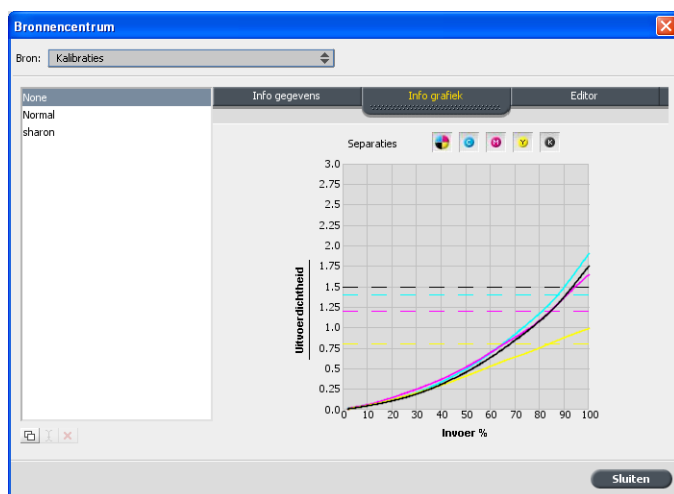 Bronnencentrum
Bron: Kalibraties
None
Normal
sharon
Info gegevens Info grafiek Editor
Separaties C M Y K
3.0
2.75
2.5
2.25
2.0
1.75
1.5
1.25
1.0
0.75
0.5
0.25
0.0
0 10 20 30 40 50 60 70 80 90 100
Uitvoerdichtheid
Invoer %
Sluiten